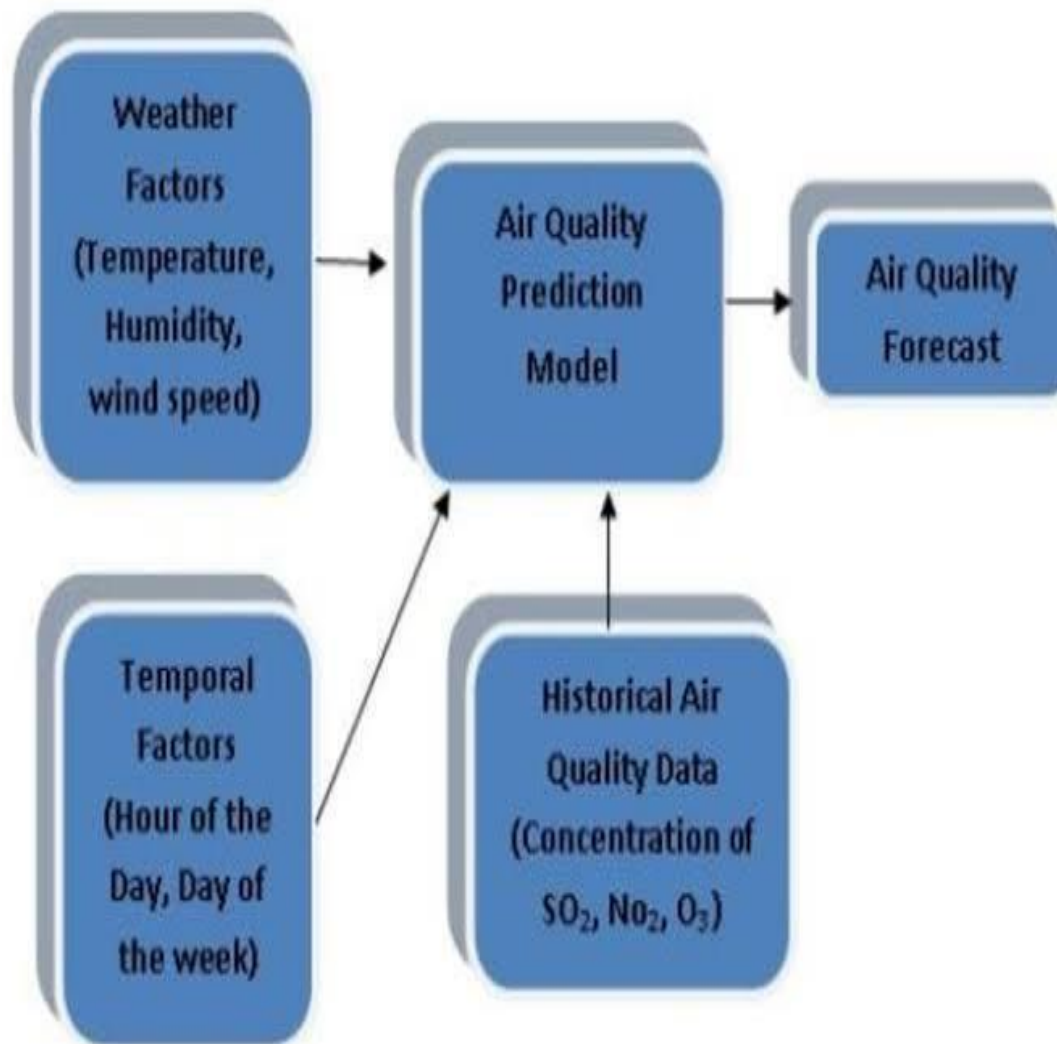 Weather
Factors
(Temperature,
Humidity,
wind speed)
Air Quality
Prediction
Model
Air Quality
Forecast
Temporal
Factors
(Hour of the
Day, Day of
the week)
Historical Air
Quality Data
(Concentration of
SO₂, No₂, O₃)